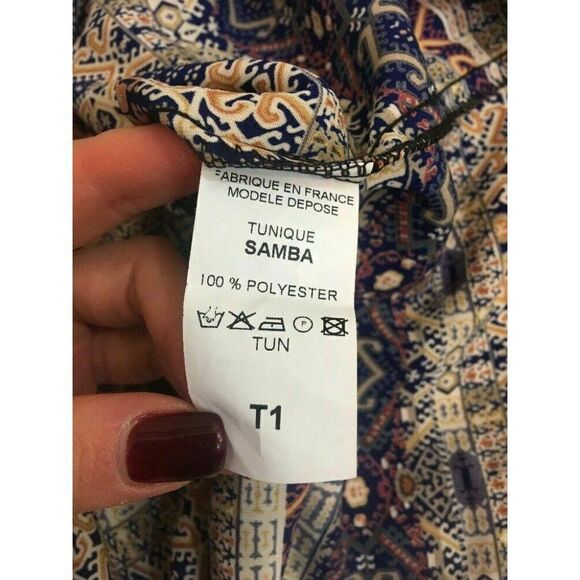 FABRIQUE EN FRANCE
MODELE DEPOSE
TUNIQUE
SAMBA
100 % POLYESTER
P
TUN
T1